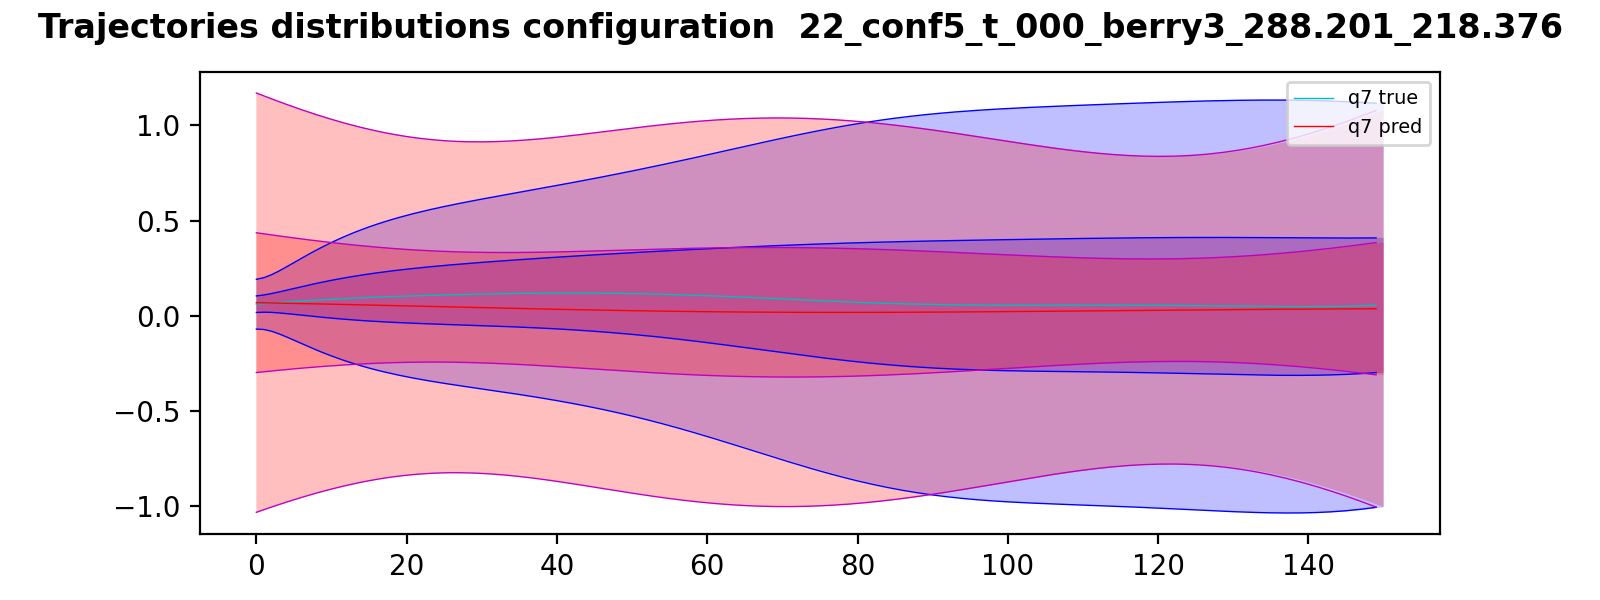 Trajectories distributions configuration  22_conf5_t_000_berry3_288.201_218.376
q7 true
q7 pred
1.0
0.5
0.0
−0.5
−1.0
0 20 40 60 80 100 120 140